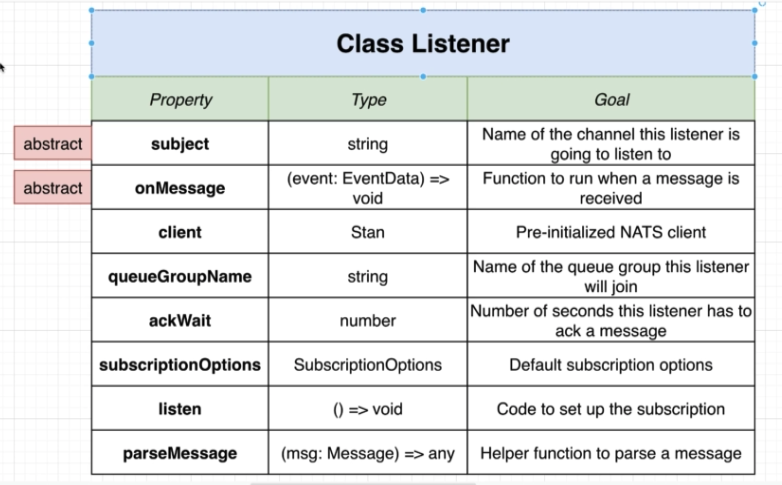 Class Listener
Property Type Goal
abstract subject string Name of the channel this listener is
going to listen to
abstract onMessage (event: EventData) =>
void Function to run when a message is
received
client Stan Pre-initialized NATS client
queueGroupName string Name of the queue group this listener
will join
ackWait number Number of seconds this listener has to
ack a message
subscriptionOptions SubscriptionOptions Default subscription options
listen () => void Code to set up the subscription
parseMessage (msg: Message) => any Helper function to parse a message